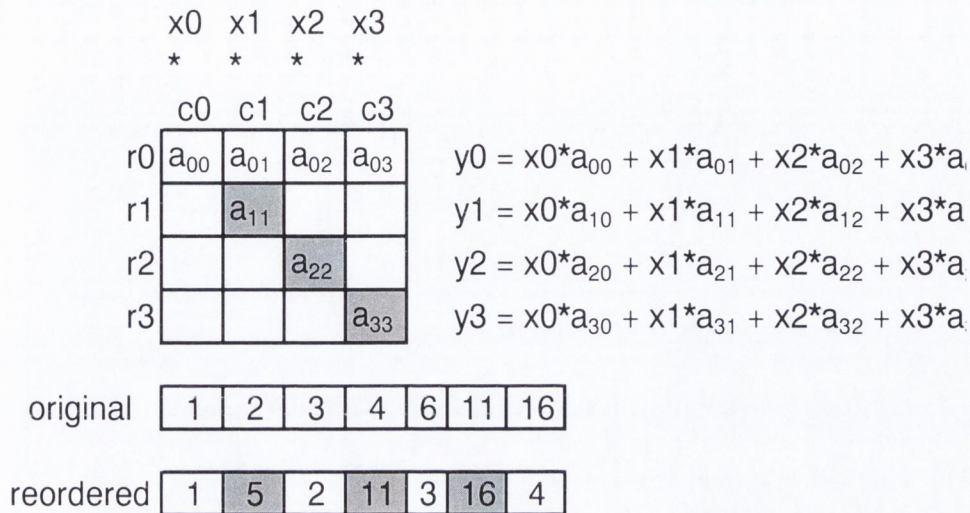 x0 x1 x2 x3
* * * *
c0 c1 c2 c3
r0 a₀₀ a₀₁ a₀₂ a₀₃ y0 = x0*a₀₀ + x1*a₀₁ + x2*a₀₂ + x3*a
r1 a₁₁ y1 = x0*a₁₀ + x1*a₁₁ + x2*a₁₂ + x3*a
r2 a₂₂ y2 = x0*a₂₀ + x1*a₂₁ + x2*a₂₂ + x3*a
r3 a₃₃ y3 = x0*a₃₀ + x1*a₃₁ + x2*a₃₂ + x3*a
original 1 2 3 4 6 11 16
reordered 1 5 2 11 3 16 4